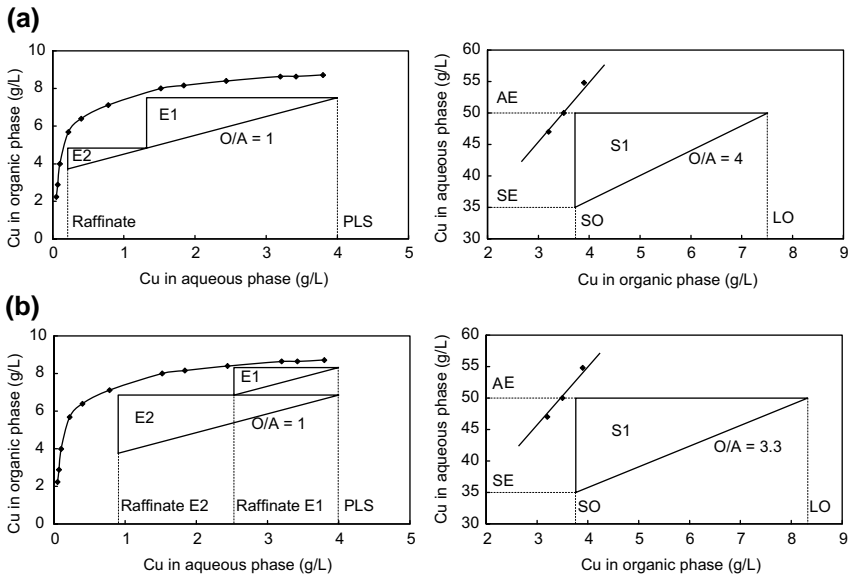 (a)
Cu in organic phase (g/L)
10
8
6
4
2
0
E1
E2
O/A = 1
Raffinate
PLS
0 1 2 3 4 5
Cu in aqueous phase (g/L)
Cu in aqueous phase (g/L)
60
55
50
45
40
35
30
AE
S1
O/A = 4
SE
SO
LO
2 3 4 5 6 7 8 9
Cu in organic phase (g/L)
(b)
Cu in organic phase (g/L)
10
8
6
4
2
0
E1
E2
O/A = 1
Raffinate E2
Raffinate E1
PLS
0 1 2 3 4 5
Cu in aqueous phase (g/L)
Cu in aqueous phase (g/L)
60
55
50
45
40
35
30
AE
S1
O/A = 3.3
SE
SO
LO
2 3 4 5 6 7 8 9
Cu in organic phase (g/L)